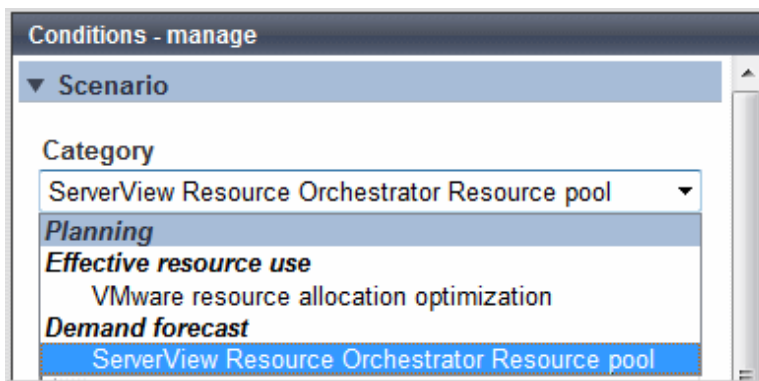 Conditions - manage
Scenario
Category
ServerView Resource Orchestrator Resource pool
Planning
Effective resource use
VMware resource allocation optimization
Demand forecast
ServerView Resource Orchestrator Resource pool